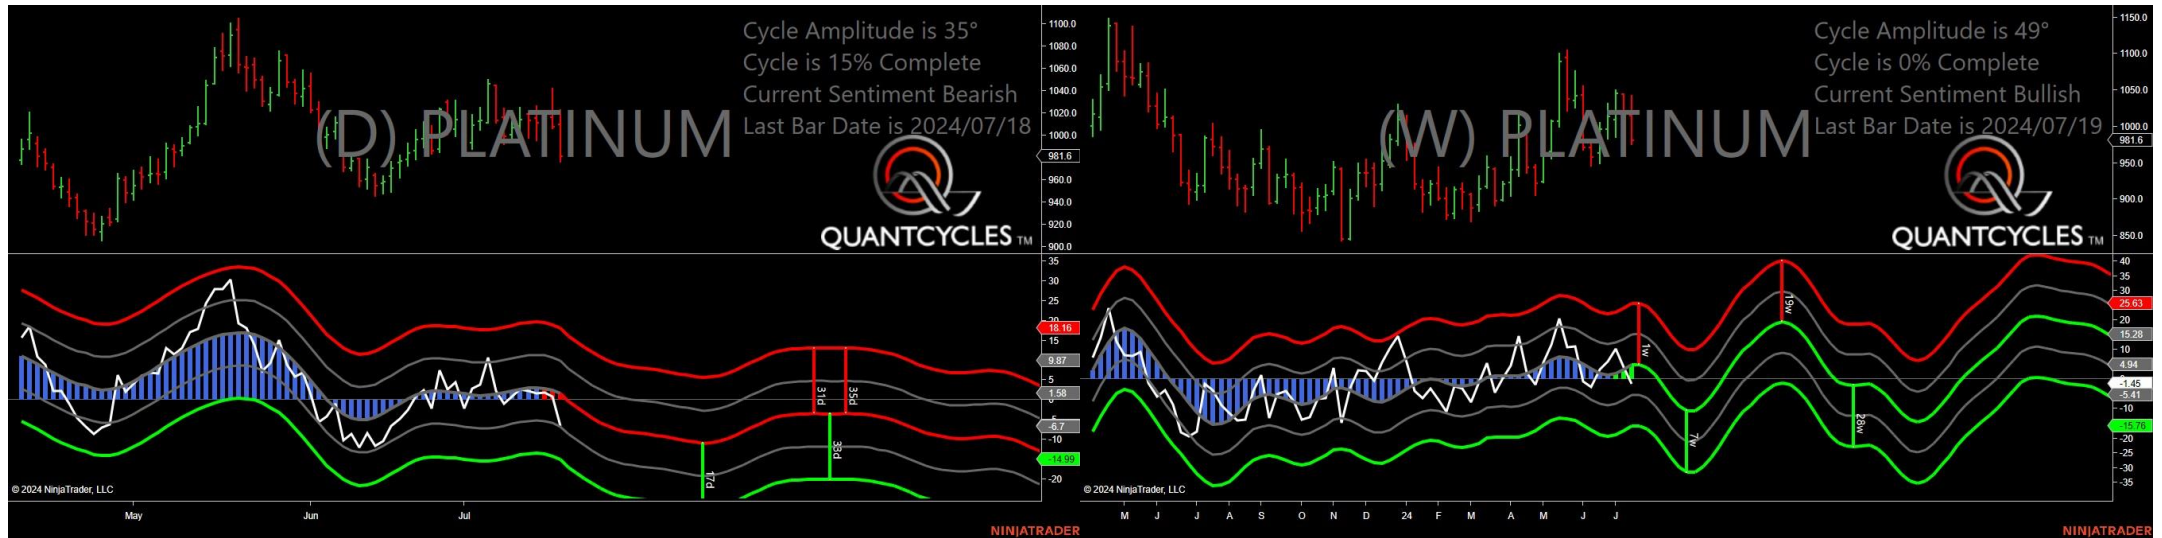 Cycle Amplitude is 35°
Cycle is 15% Complete
Current Sentiment Bearish
Last Bar Date is 2024/07/18
(D) PLATINUM
QUANTCYCLES TM
1100.0
1080.0
1060.0
1040.0
1020.0
1000.0
981.6
960.0
940.0
920.0
900.0
35
30
25
20
18.16
15
9.87
5
1.58
0
-6.7
-10
-14.99
-20
17d
31d
33d
35d
© 2024 NinjaTrader, LLC
May
Jun
Jul
NINJATRADER
Cycle Amplitude is 49°
Cycle is 0% Complete
Current Sentiment Bullish
Last Bar Date is 2024/07/19
(W) PLATINUM
QUANTCYCLES TM
1150.0
1100.0
1050.0
1000.0
981.6
950.0
900.0
850.0
40
35
30
25.63
20
15.28
10
4.94
-1.45
-5.41
-10
-15.76
-20
-25
-30
-35
1w
7w
19w
28w
© 2024 NinjaTrader, LLC
M J J A S O N D 24 F M A M J J
NINJATRADER